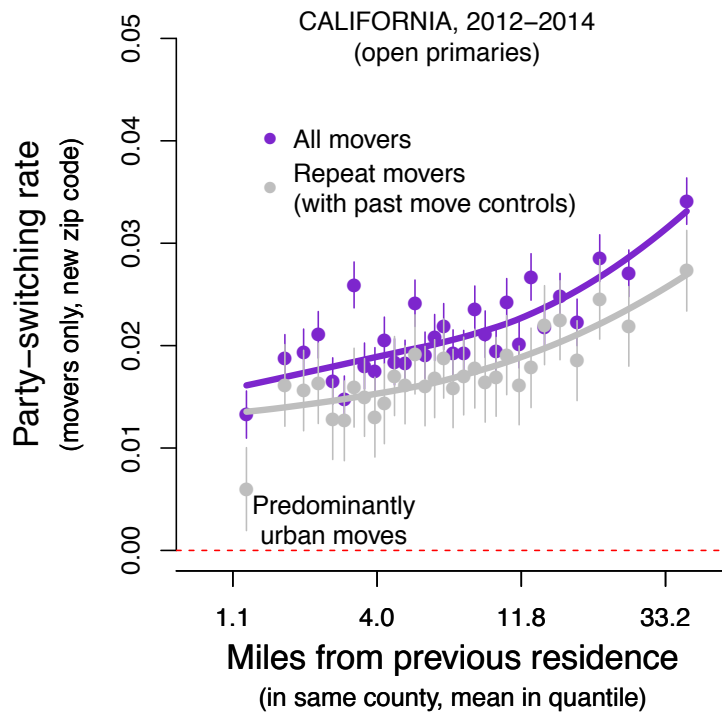 CALIFORNIA, 2012−2014
(open primaries)
All movers
Repeat movers
(with past move controls)
Predominantly
urban moves
Party−switching rate
(movers only, new zip code)
0.05
0.04
0.03
0.02
0.01
0.00
1.1
4.0
11.8
33.2
Miles from previous residence
(in same county, mean in quantile)